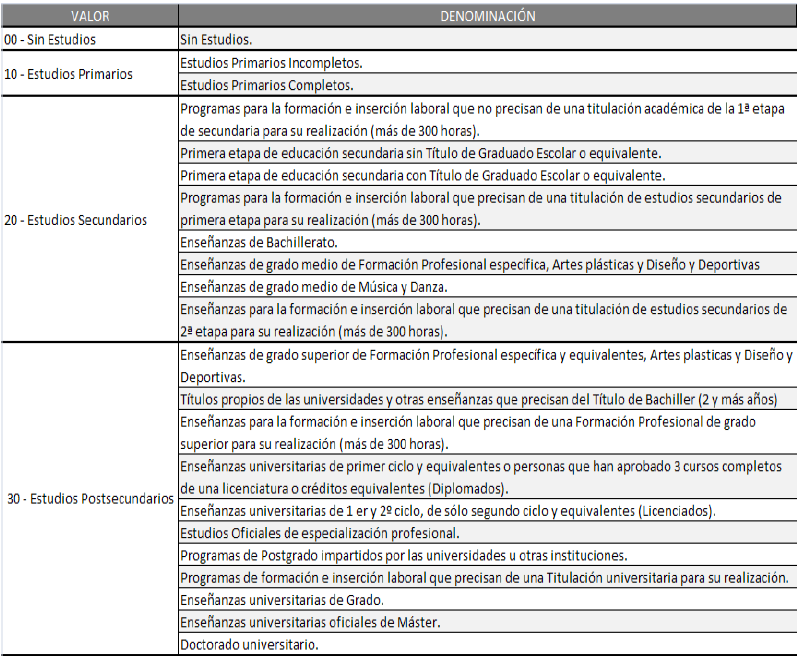 VALOR DENOMINACIÓN
00 - Sin Estudios Sin Estudios.
10 - Estudios Primarios
Estudios Primarios Incompletos.
Estudios Primarios Completos.
20 - Estudios Secundarios
Programas para la formación e inserción laboral que no precisan de una titulación académica de la 1ª etapa
de secundaria para su realización (más de 300 horas).
Primera etapa de educación secundaria sin Título de Graduado Escolar o equivalente.
Primera etapa de educación secundaria con Título de Graduado Escolar o equivalente.
Programas para la formación e inserción laboral que precisan de una titulación de estudios secundarios de
primera etapa para su realización (más de 300 horas).
Enseñanzas de Bachillerato.
Enseñanzas de grado medio de Formación Profesional específica, Artes plásticas y Diseño y Deportivas
Enseñanzas de grado medio de Música y Danza.
Enseñanzas para la formación e inserción laboral que precisan de una titulación de estudios secundarios de
2ª etapa para su realización (más de 300 horas).
30 - Estudios Postsecundarios
Enseñanzas de grado superior de Formación Profesional específica y equivalentes, Artes plasticas y Diseño y
Deportivas.
Títulos propios de las universidades y otras enseñanzas que precisan del Título de Bachiller (2 y más años)
Enseñanzas para la formación e inserción laboral que precisan de una Formación Profesional de grado
superior para su realización (más de 300 horas).
Enseñanzas universitarias de primer ciclo y equivalentes o personas que han aprobado 3 cursos completos
de una licenciatura o créditos equivalentes (Diplomados).
Enseñanzas universitarias de 1 er y 2º ciclo, de sólo segundo ciclo y equivalentes (Licenciados).
Estudios Oficiales de especialización profesional.
Programas de Postgrado impartidos por las universidades u otras instituciones.
Programas de formación e inserción laboral que precisan de una Titulación universitaria para su realización.
Enseñanzas universitarias de Grado.
Enseñanzas universitarias oficiales de Máster.
Doctorado universitario.